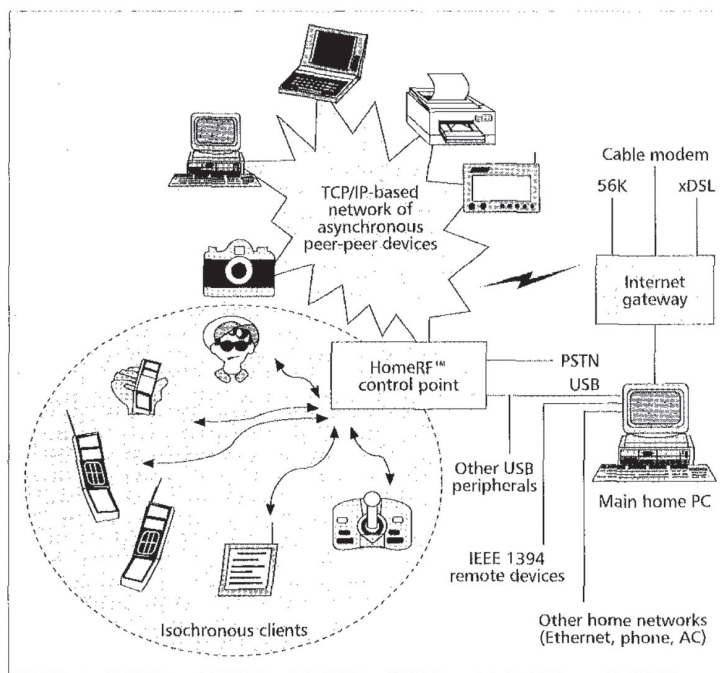 Cable modem
56K
xDSL
TCP/IP-based
network of
asynchronous
peer-peer devices
Internet
gateway
HomeRF™
control point
PSTN
USB
Other USB
peripherals
Main home PC
IEEE 1394
remote devices
Other home networks
(Ethernet, phone, AC)
Isochronous clients